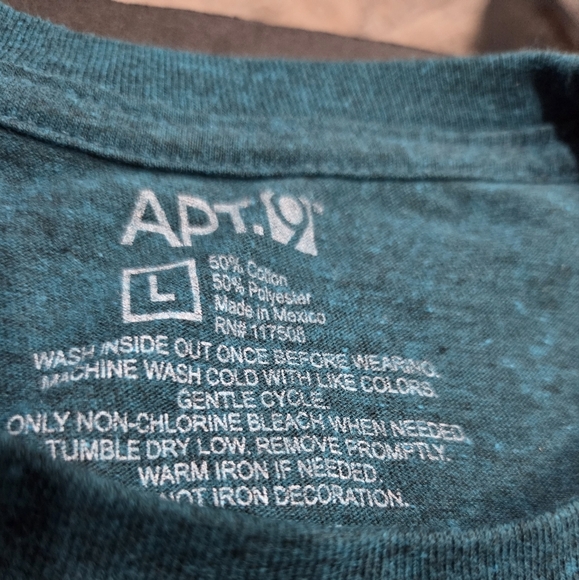 APT.9
L
50% Cotton
50% Polyester
Made in Mexico
RN# 117508
WASH INSIDE OUT ONCE BEFORE WEARING.
MACHINE WASH COLD WITH LIKE COLORS.
GENTLE CYCLE.
ONLY NON-CHLORINE BLEACH WHEN NEEDED.
TUMBLE DRY LOW. REMOVE PROMPTLY.
WARM IRON IF NEEDED.
NOT IRON DECORATION.